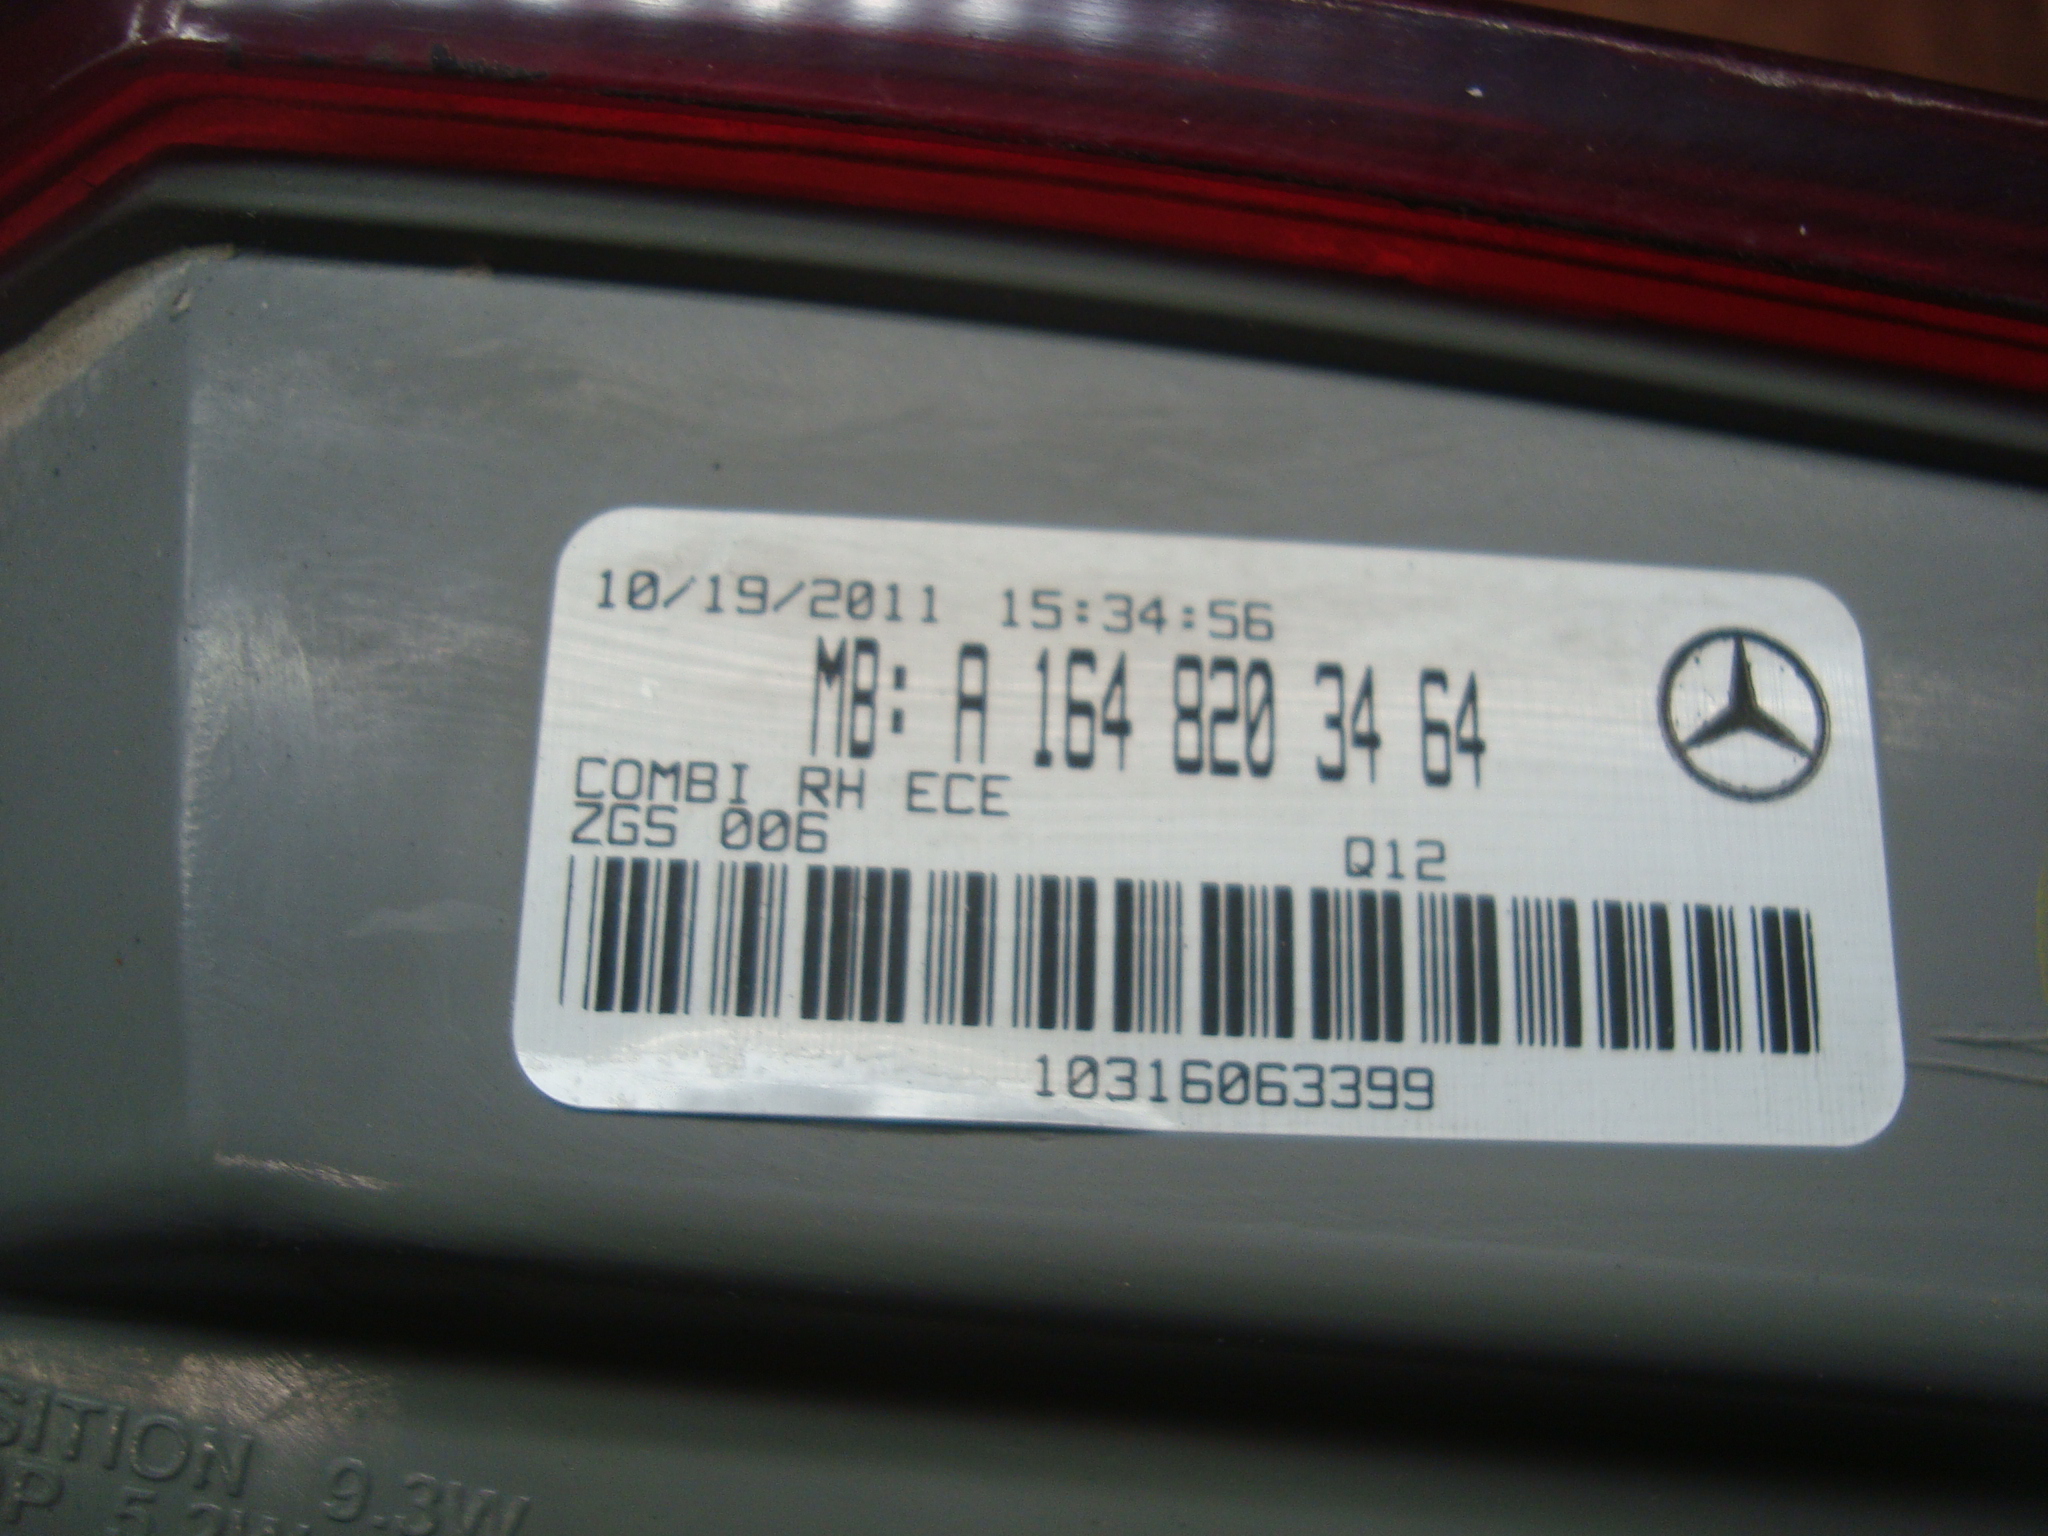 10/19/2011 15:34:56
MB: A 164 820 34 64
COMBI RH ECE
ZGS 006
Q12
10316063399
SITION 9.3W